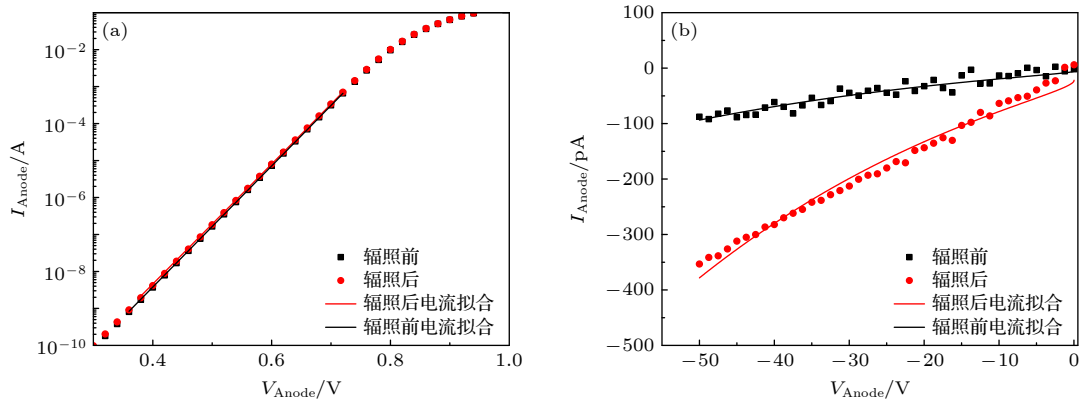 (a)
10⁻²
10⁻⁴
10⁻⁶
10⁻⁸
10⁻¹⁰
I_Anode/A
辐照前
辐照后
辐照后电流拟合
辐照前电流拟合
0.4 0.6 0.8 1.0
V_Anode/V
(b)
100
0
−100
−200
−300
−400
−500
I_Anode/pA
辐照前
辐照后
辐照后电流拟合
辐照前电流拟合
−50 −40 −30 −20 −10 0
V_Anode/V